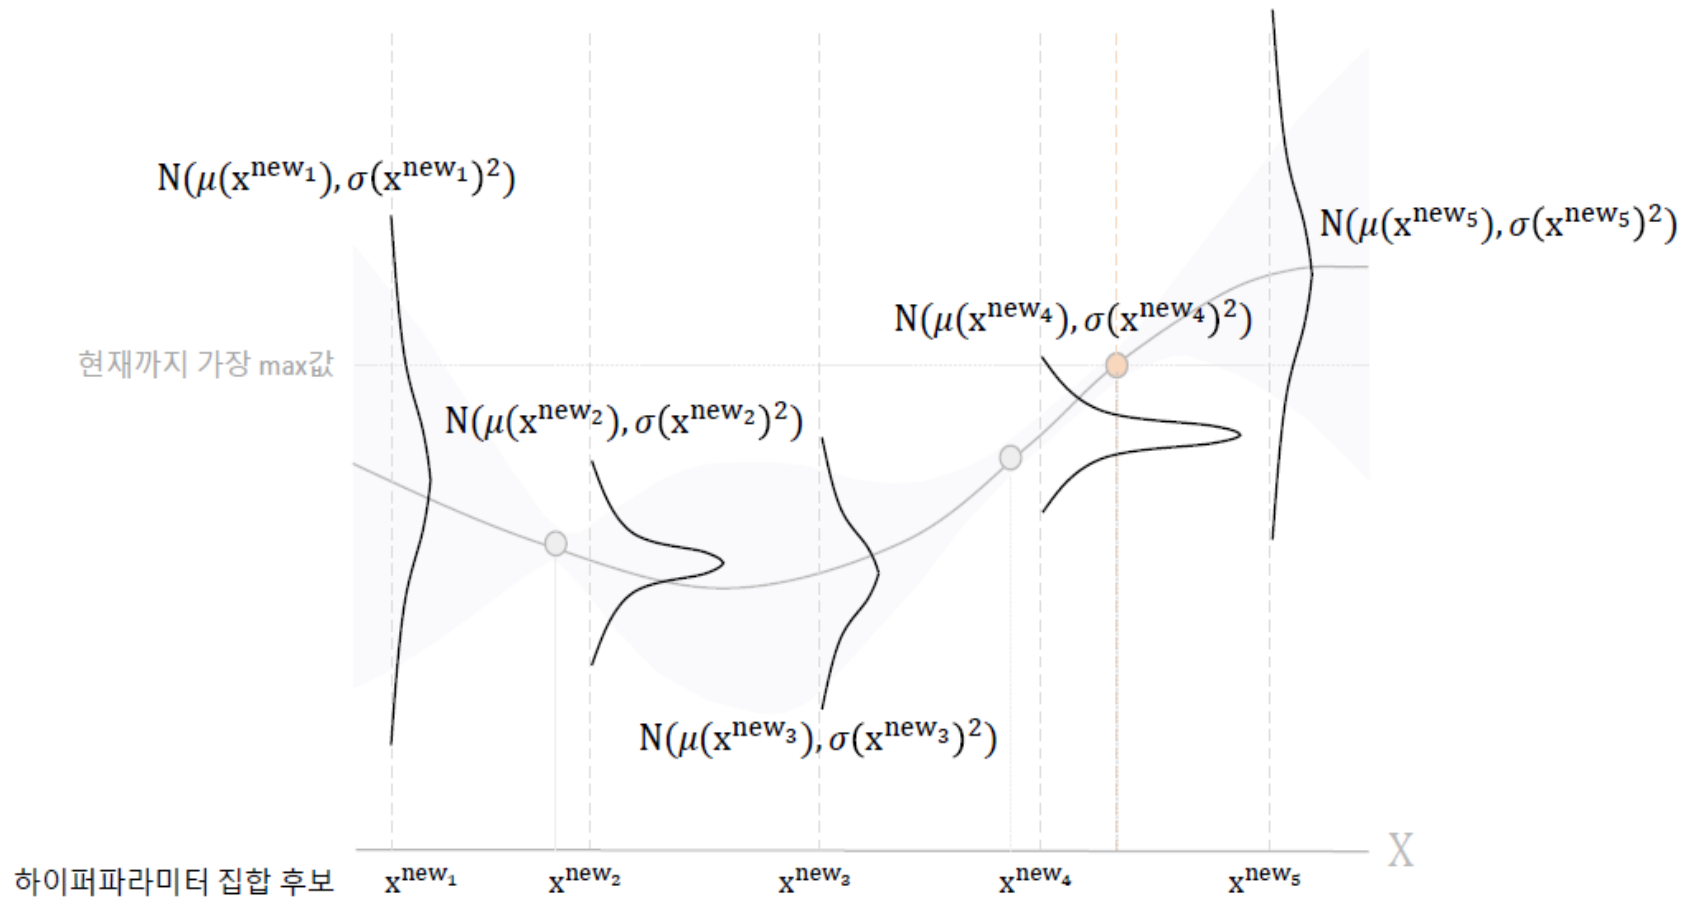 N(μ(x^new₁), σ(x^new₁)²)
N(μ(x^new₅), σ(x^new₅)²)
N(μ(x^new₄), σ(x^new₄)²)
현재까지 가장 max값
N(μ(x^new₂), σ(x^new₂)²)
N(μ(x^new₃), σ(x^new₃)²)
X
하이퍼파라미터 집합 후보 x^new₁ x^new₂ x^new₃ x^new₄ x^new₅